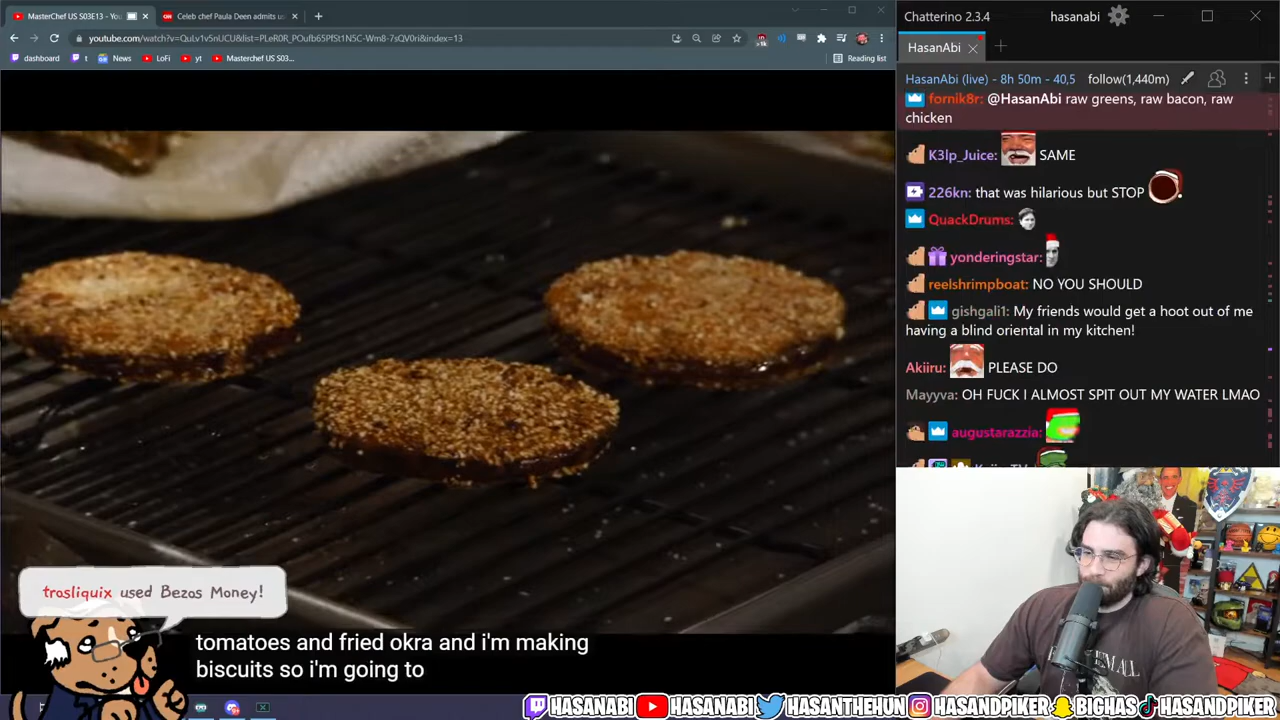 MasterChef US S03E13 - You
Celeb chef Paula Deen admits us
youtube.com/watch?v=QuLv1v5nUCU&list=PLeR0R_POufb65PfSt1N5C-Wm8-7sQV0ri&index=13
dashboard
t
News
LoFi
yt
Masterchef US S03...
Reading list
tomatoes and fried okra and i'm making
biscuits so i'm going to
trasliquix used Bezos Money!
Chatterino 2.3.4
hasanabi
HasanAbi
HasanAbi (live) - 8h 50m - 40,5
follow(1,440m)
fornik8r: @HasanAbi raw greens, raw bacon, raw
chicken
K3lp_Juice: SAME
226kn: that was hilarious but STOP
QuackDrums:
yonderingstar:
reelshrimpboat: NO YOU SHOULD
gishgali1: My friends would get a hoot out of me
having a blind oriental in my kitchen!
Akiiru: PLEASE DO
Mayyva: OH FUCK I ALMOST SPIT OUT MY WATER LMAO
augustarazzia:
HASANABI
HASANABI
HASANTHEHUN
HASANDPIKER
BIGHAS
HASANDPIKER